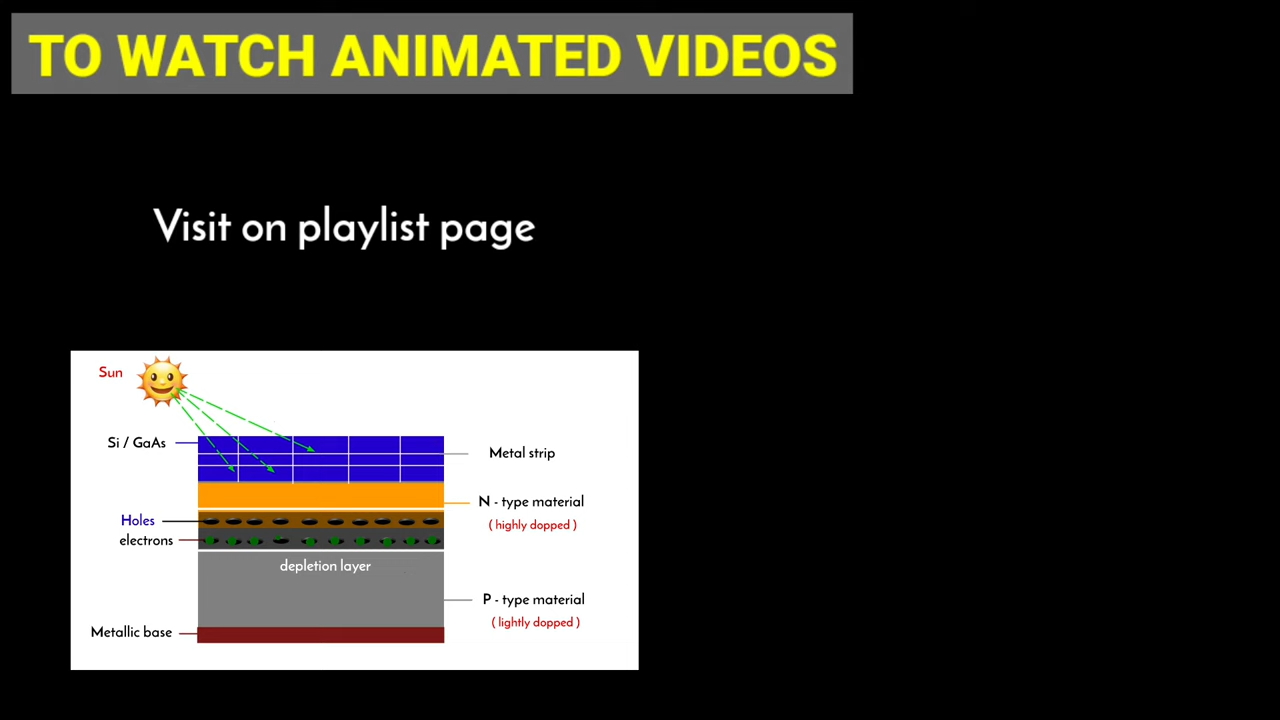 TO WATCH ANIMATED VIDEOS
Visit on playlist page
Sun
Si / GaAs
Metal strip
N - type material
( highly dopped )
Holes
electrons
depletion layer
P - type material
( lightly dopped )
Metallic base